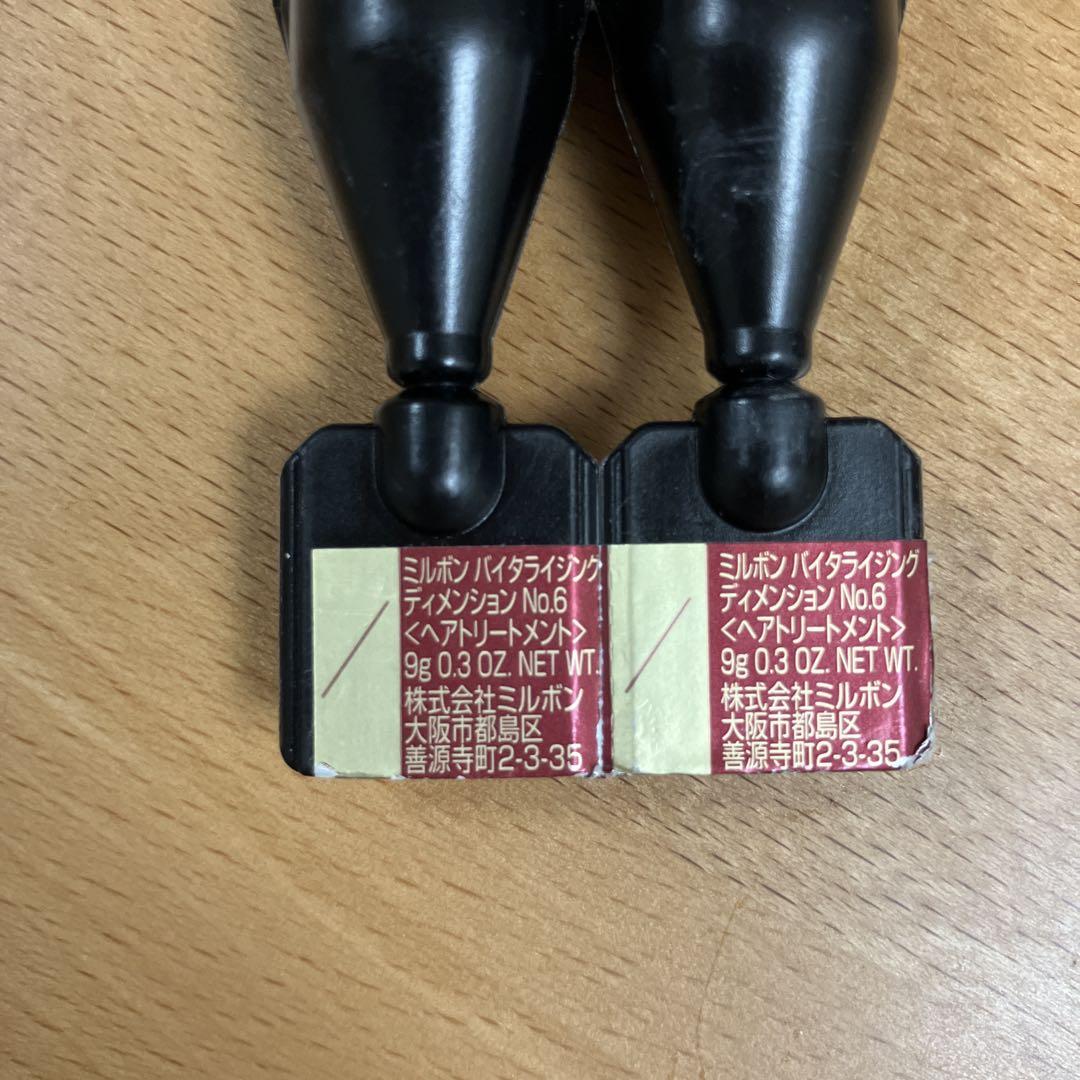 ミルボン バイタライジング
ディメンション No.6
<ヘアトリートメント>
9g 0.3 OZ. NET WT.
株式会社ミルボン
大阪市都島区
善源寺町2-3-35
ミルボン バイタライジング
ディメンション No.6
<ヘアトリートメント>
9g 0.3 OZ. NET WT.
株式会社ミルボン
大阪市都島区
善源寺町2-3-35